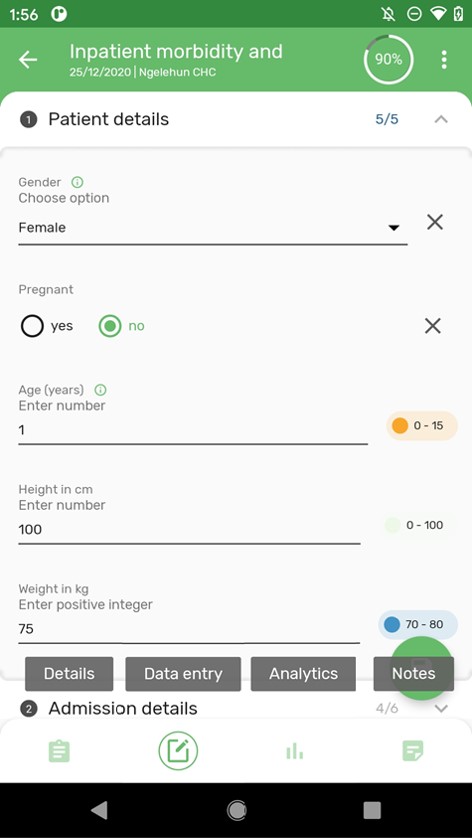 1:56
Inpatient morbidity and
25/12/2020 | Ngelehun CHC
90%
1 Patient details 5/5
Gender
Choose option
Female
Pregnant
yes no
Age (years)
Enter number
1
0 - 15
Height in cm
Enter number
100
0 - 100
Weight in kg
Enter positive integer
75
70 - 80
Details Data entry Analytics Notes
2 Admission details 4/6